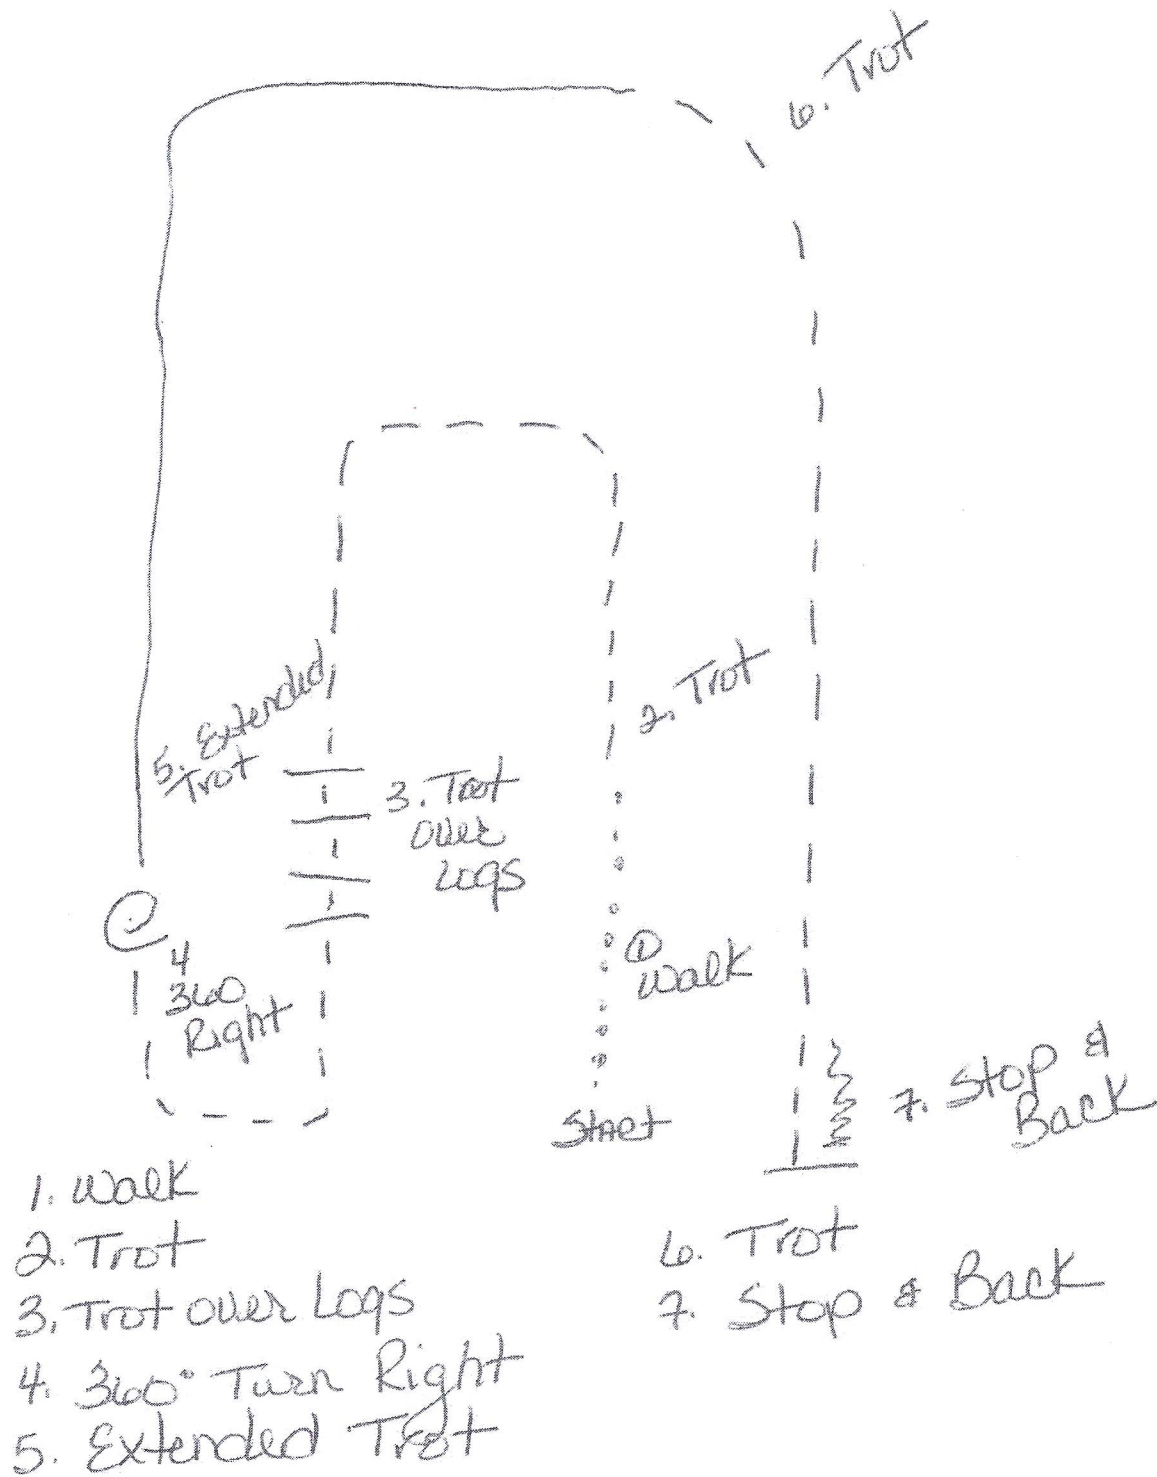 6. Trot
5. Extended
Trot
3. Trot
over
Logs
2. Trot
4
360
Right
① Walk
Start
7. Stop &
Back
1. Walk
2. Trot
3. Trot over Logs
4. 360° Turn Right
5. Extended Trot
6. Trot
7. Stop & Back